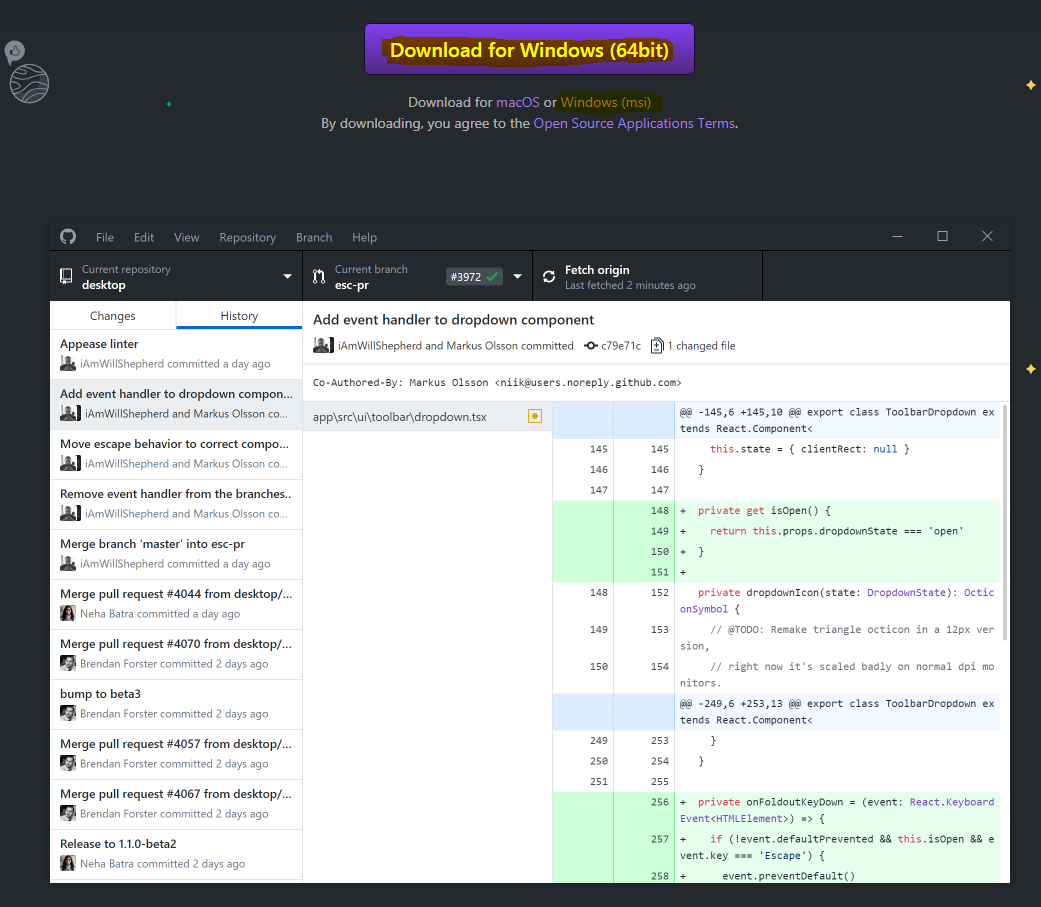 Download for Windows (64bit)
Download for macOS or Windows (msi)
By downloading, you agree to the Open Source Applications Terms.
File Edit View Repository Branch Help
Current repository
desktop
Current branch
esc-pr
#3972
Fetch origin
Last fetched 2 minutes ago
Changes History
Appease linter
iAmWillShepherd committed a day ago
Add event handler to dropdown compon...
iAmWillShepherd and Markus Olsson co...
Move escape behavior to correct compo...
iAmWillShepherd and Markus Olsson co...
Remove event handler from the branches..
iAmWillShepherd and Markus Olsson co...
Merge branch 'master' into esc-pr
iAmWillShepherd committed a day ago
Merge pull request #4044 from desktop/...
Neha Batra committed a day ago
Merge pull request #4070 from desktop/...
Brendan Forster committed 2 days ago
bump to beta3
Brendan Forster committed 2 days ago
Merge pull request #4057 from desktop/...
Brendan Forster committed 2 days ago
Merge pull request #4067 from desktop/...
Brendan Forster committed 2 days ago
Release to 1.1.0-beta2
Neha Batra committed 2 days ago
Add event handler to dropdown component
iAmWillShepherd and Markus Olsson committed c79e71c 1 changed file
Co-Authored-By: Markus Olsson <niik@users.noreply.github.com>
app\src\ui\toolbar\dropdown.tsx
@@ -145,6 +145,10 @@ export class ToolbarDropdown ex
tends React.Component<
145 145 this.state = { clientRect: null }
146 146 }
147 147
148 + private get isOpen() {
149 + return this.props.dropdownState === 'open'
150 + }
151 +
148 152 private dropdownIcon(state: DropdownState): Octic
onSymbol {
149 153 // @TODO: Remake triangle octicon in a 12px ver
sion,
150 154 // right now it's scaled badly on normal dpi mo
nitors.
@@ -249,6 +253,13 @@ export class ToolbarDropdown ex
tends React.Component<
249 253 }
250 254 }
251 255
256 + private onFoldoutKeyDown = (event: React.Keyboard
Event<HTMLElement>) => {
257 + if (!event.defaultPrevented && this.isOpen && e
vent.key === 'Escape') {
258 + event.preventDefault()